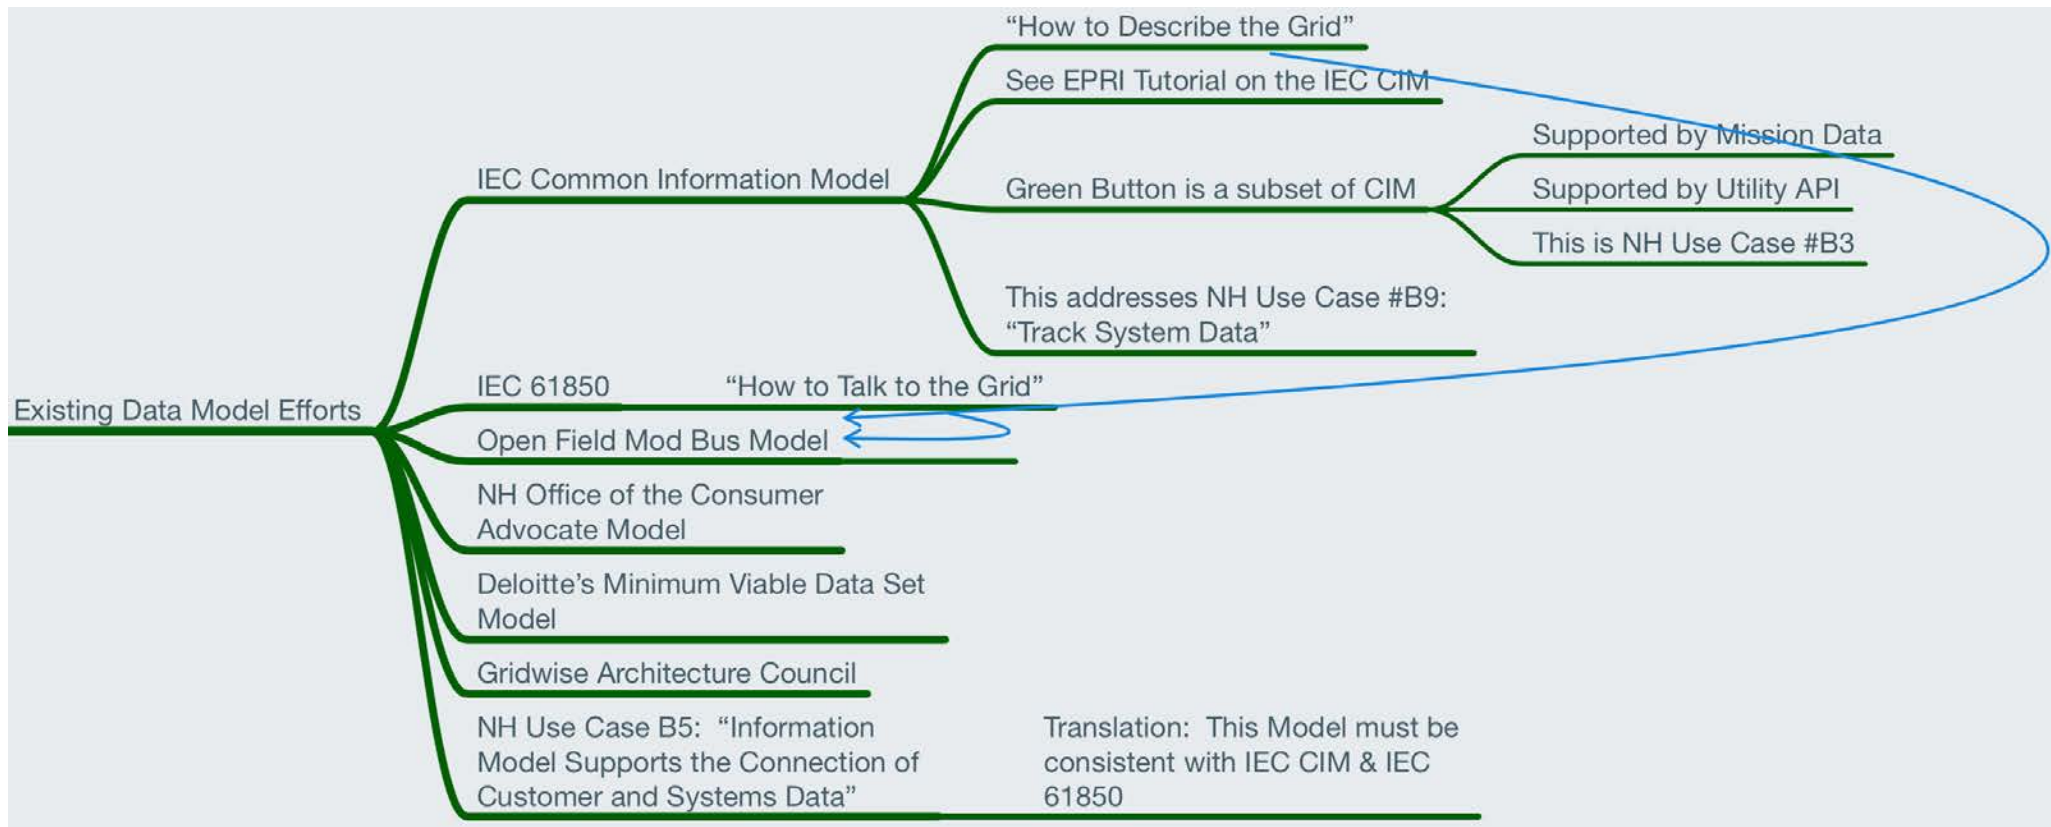 Existing Data Model Efforts
IEC Common Information Model
“How to Describe the Grid”
See EPRI Tutorial on the IEC CIM
Green Button is a subset of CIM
Supported by Mission Data
Supported by Utility API
This is NH Use Case #B3
This addresses NH Use Case #B9:
“Track System Data”
IEC 61850
“How to Talk to the Grid”
Open Field Mod Bus Model
NH Office of the Consumer
Advocate Model
Deloitte’s Minimum Viable Data Set
Model
Gridwise Architecture Council
NH Use Case B5:  “Information
Model Supports the Connection of
Customer and Systems Data”
Translation:  This Model must be
consistent with IEC CIM & IEC
61850